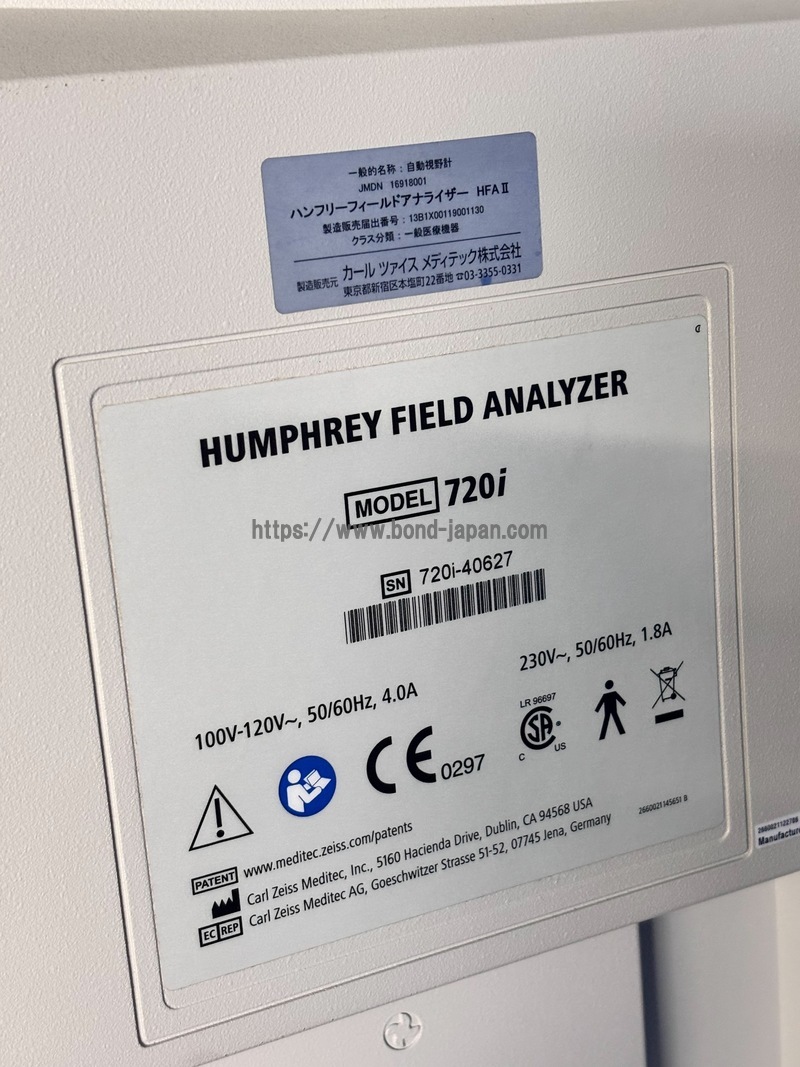 一般的名称：自動視野計
JMDN 16918001
ハンフリーフィールドアナライザー HFAⅡ
製造販売届出番号：13B1X00119001130
クラス分類：一般医療機器
製造販売元 カール ツァイス メディテック株式会社
東京都新宿区本塩町22番地 ☎03-3355-0331
HUMPHREY FIELD ANALYZER
MODEL 720i
https://www.bond-japan.com
SN 720i-40627
100V-120V~, 50/60Hz, 4.0A
230V~, 50/60Hz, 1.8A
CE 0297
LR 96697
SA
C US
PATENT www.meditec.zeiss.com/patents
Carl Zeiss Meditec, Inc., 5160 Hacienda Drive, Dublin, CA 94568 USA
EC REP Carl Zeiss Meditec AG, Goeschwitzer Strasse 51-52, 07745 Jena, Germany
2660021145651 B
2660021122786
Manufacture